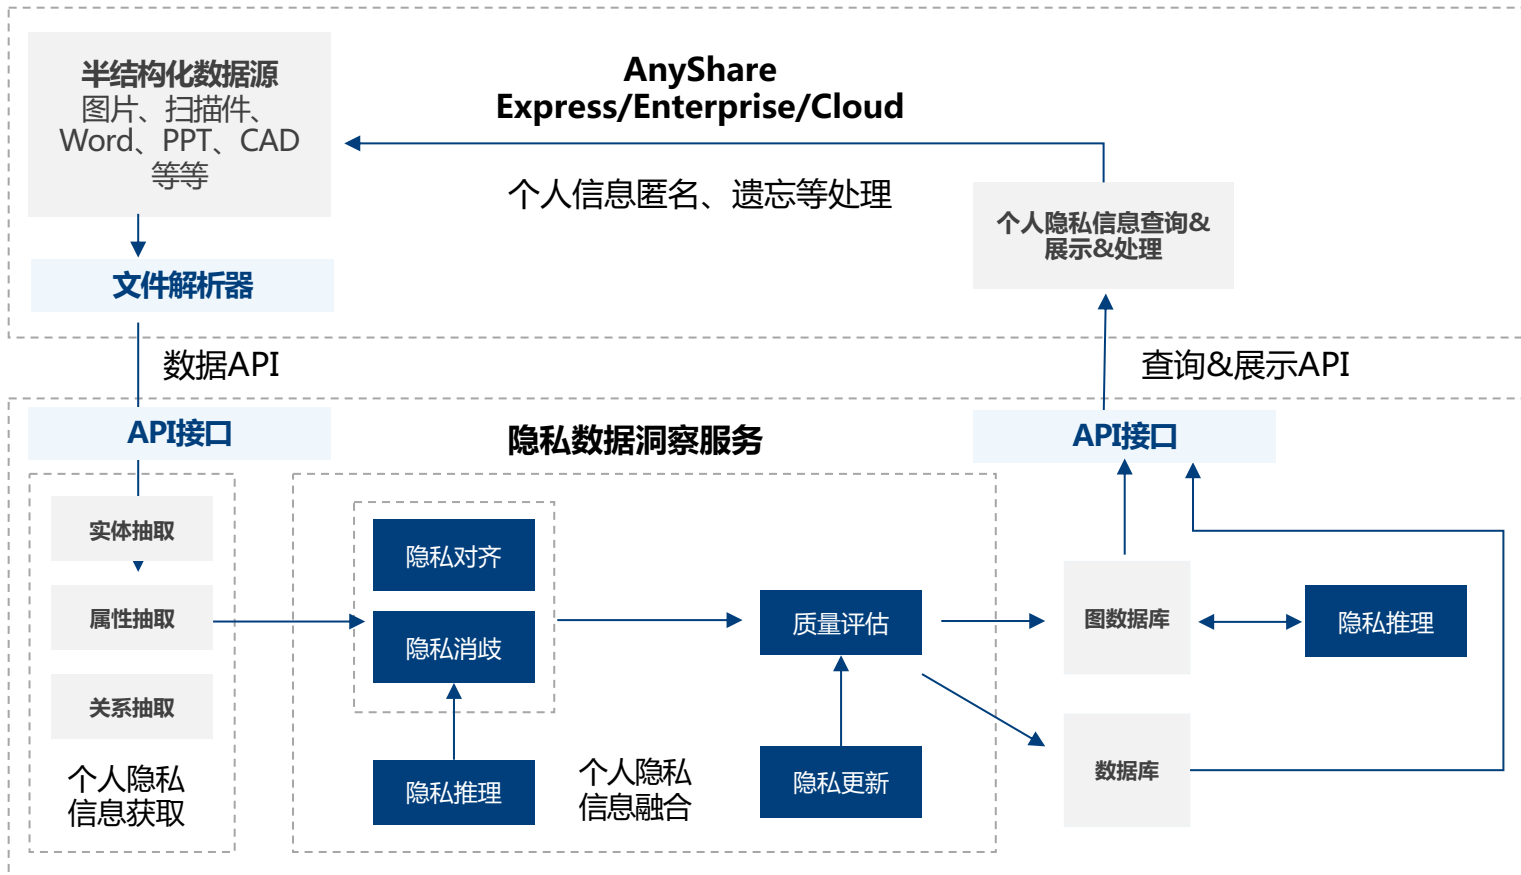 半结构化数据源
图片、扫描件、
Word、PPT、CAD
等等
AnyShare
Express/Enterprise/Cloud
个人信息匿名、遗忘等处理
个人隐私信息查询&
展示&处理
文件解析器
数据API
查询&展示API
API接口
隐私数据洞察服务
API接口
实体抽取
属性抽取
关系抽取
个人隐私
信息获取
隐私对齐
隐私消歧
隐私推理
个人隐私
信息融合
质量评估
隐私更新
图数据库
隐私推理
数据库